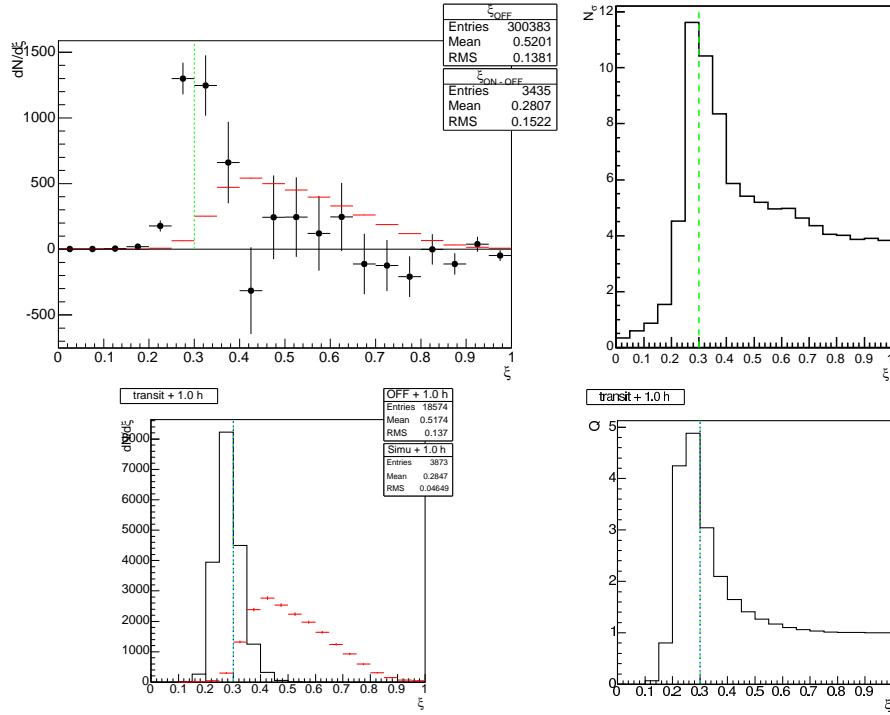 ξOFF
Entries 300383
Mean 0.5201
RMS 0.1381
ξON - OFF
Entries 3435
Mean 0.2807
RMS 0.1522
dN/dξ
1500
1000
500
0
-500
0 0.1 0.2 0.3 0.4 0.5 0.6 0.7 0.8 0.9 1
ξ
Nσ
12
10
8
6
4
2
0
0 0.1 0.2 0.3 0.4 0.5 0.6 0.7 0.8 0.9 1
ξ
transit + 1.0 h
OFF + 1.0 h
Entries 18574
Mean 0.5174
RMS 0.137
Simu + 1.0 h
Entries 3873
Mean 0.2847
RMS 0.04649
dN/dξ
8000
7000
6000
5000
4000
3000
2000
1000
0
0 0.1 0.2 0.3 0.4 0.5 0.6 0.7 0.8 0.9 1
ξ
transit + 1.0 h
Q
5
4
3
2
1
0
0 0.1 0.2 0.3 0.4 0.5 0.6 0.7 0.8 0.9 1
ξ